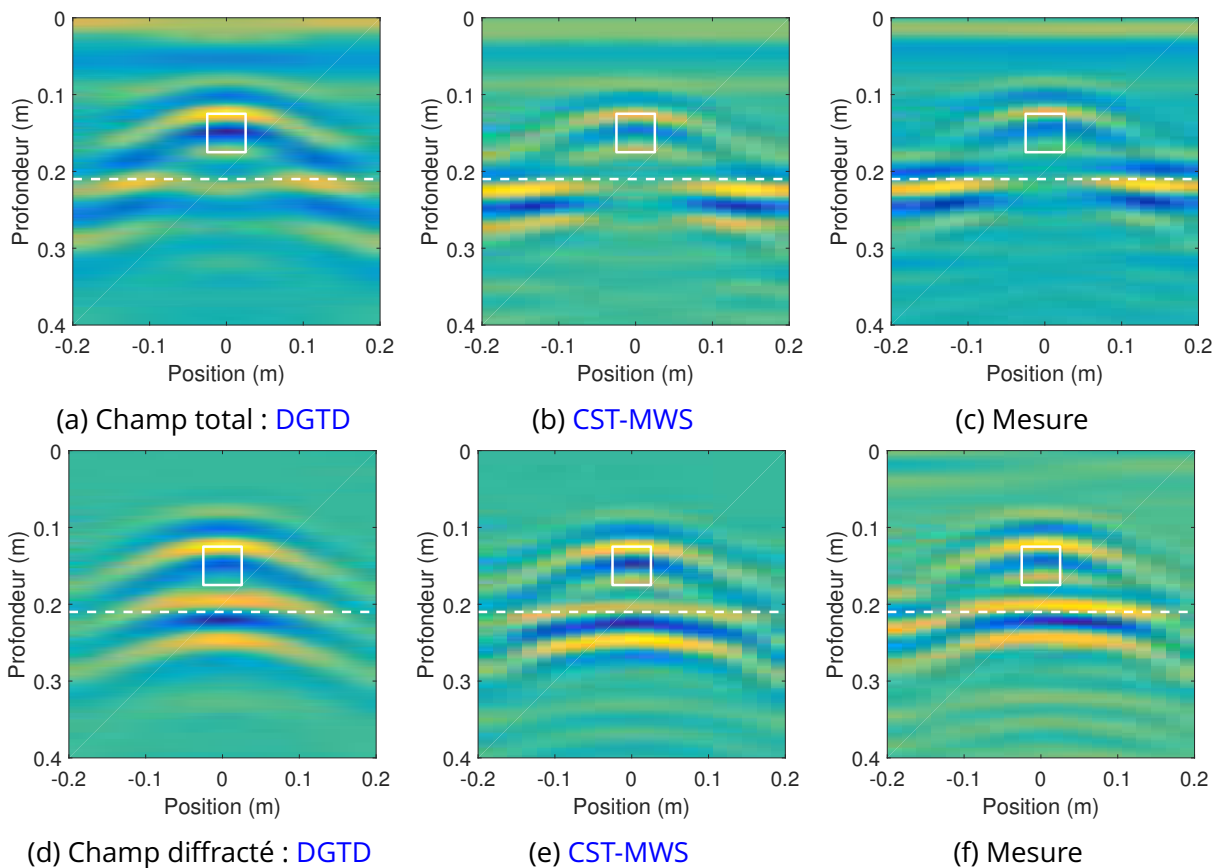 0
0.1
0.2
0.3
0.4
Profondeur (m)
-0.2 -0.1 0 0.1 0.2
Position (m)
(a) Champ total : DGTD
0
0.1
0.2
0.3
0.4
Profondeur (m)
-0.2 -0.1 0 0.1 0.2
Position (m)
(b) CST-MWS
0
0.1
0.2
0.3
0.4
Profondeur (m)
-0.2 -0.1 0 0.1 0.2
Position (m)
(c) Mesure
0
0.1
0.2
0.3
0.4
Profondeur (m)
-0.2 -0.1 0 0.1 0.2
Position (m)
(d) Champ diffracté : DGTD
0
0.1
0.2
0.3
0.4
Profondeur (m)
-0.2 -0.1 0 0.1 0.2
Position (m)
(e) CST-MWS
0
0.1
0.2
0.3
0.4
Profondeur (m)
-0.2 -0.1 0 0.1 0.2
Position (m)
(f) Mesure